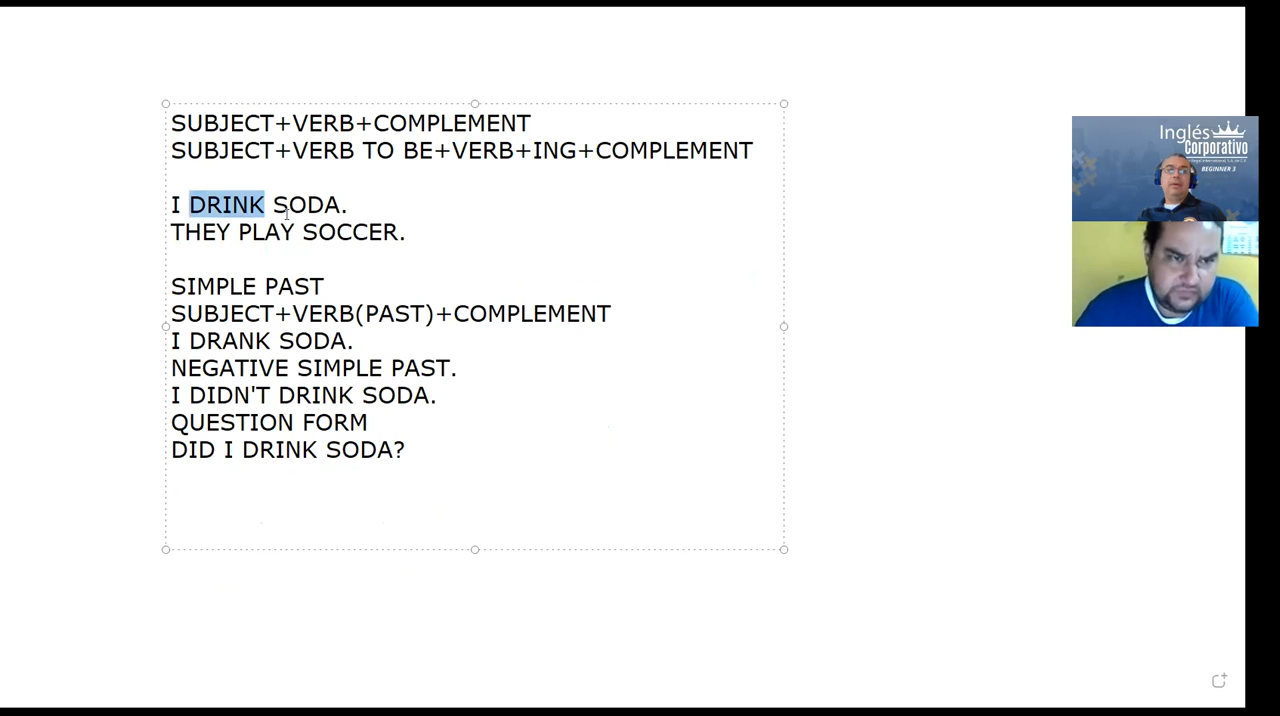 SUBJECT+VERB+COMPLEMENT
SUBJECT+VERB TO BE+VERB+ING+COMPLEMENT
I DRINK SODA.
THEY PLAY SOCCER.
SIMPLE PAST
SUBJECT+VERB(PAST)+COMPLEMENT
I DRANK SODA.
NEGATIVE SIMPLE PAST.
I DIDN'T DRINK SODA.
QUESTION FORM
DID I DRINK SODA?
Inglés
Corporativo
BEGINNER 3